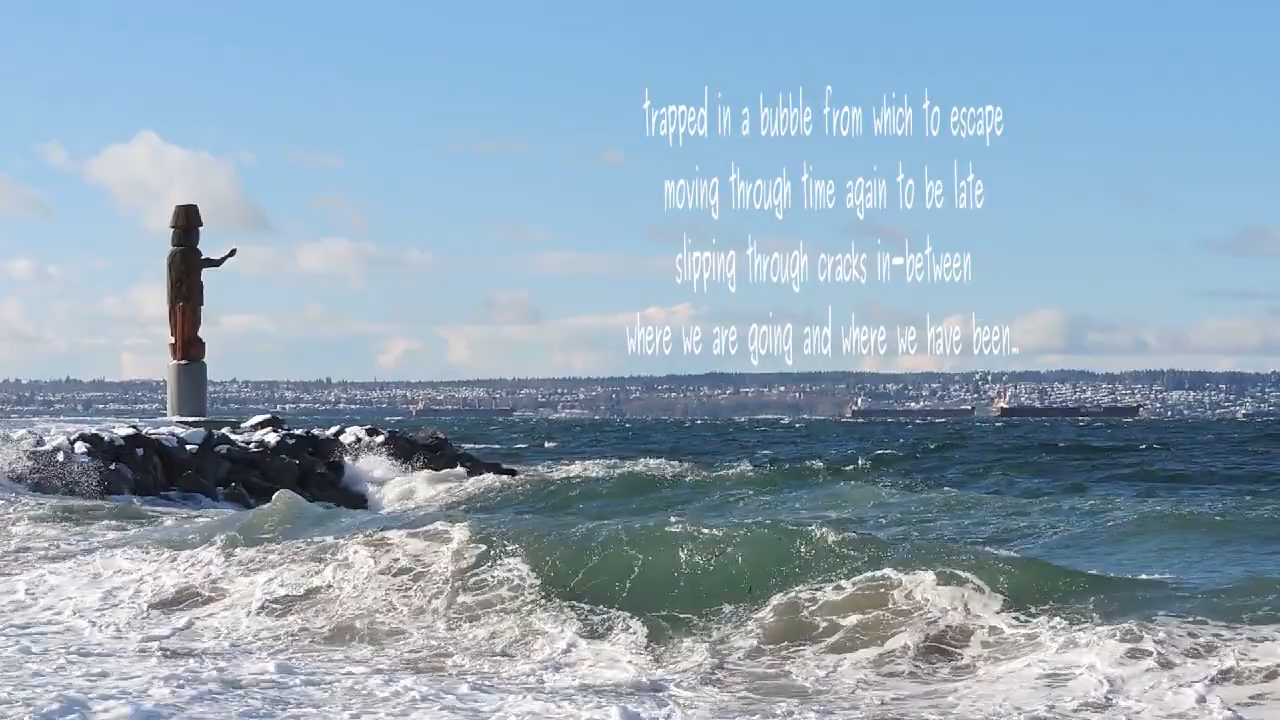 trapped in a bubble from which to escape
moving through time again to be late
slipping through cracks in-between
where we are going and where we have been...